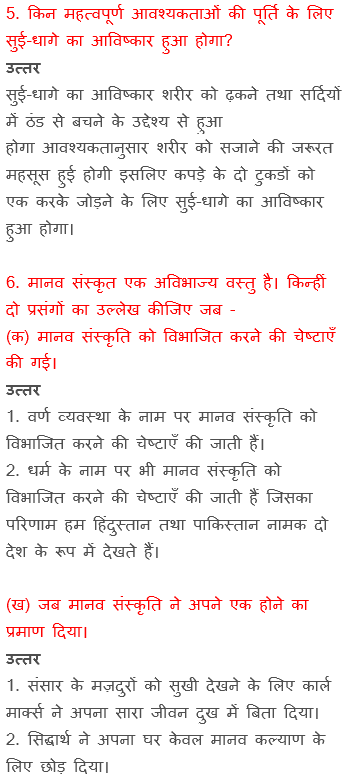 5. किन महत्वपूर्ण आवश्यकताओं की पूर्ति के लिए
सुई-धागे का आविष्कार हुआ होगा?
उत्तर
सुई-धागे का आविष्कार शरीर को ढ़कने तथा सर्दियों
में ठंड से बचने के उद्देश्य से हुआ
होगा आवश्यकतानुसार शरीर को सजाने की जरूरत
महसूस हुई होगी इसलिए कपड़े के दो टुकडों को
एक करके जोड़ने के लिए सुई-धागे का आविष्कार
हुआ होगा।
6. मानव संस्कृत एक अविभाज्य वस्तु है। किन्हीं
दो प्रसंगों का उल्लेख कीजिए जब -
(क) मानव संस्कृति को विभाजित करने की चेष्टाएँ
की गई।
उत्तर
1. वर्ण व्यवस्था के नाम पर मानव संस्कृति को
विभाजित करने की चेष्टाएँ की जाती हैं।
2. धर्म के नाम पर भी मानव संस्कृति को
विभाजित करने की चेष्टाएँ की जाती हैं जिसका
परिणाम हम हिंदुस्तान तथा पाकिस्तान नामक दो
देश के रूप में देखते हैं।
(ख) जब मानव संस्कृति ने अपने एक होने का
प्रमाण दिया।
उत्तर
1. संसार के मज़दुरों को सुखी देखने के लिए कार्ल
मार्क्स ने अपना सारा जीवन दुख में बिता दिया।
2. सिद्धार्थ ने अपना घर केवल मानव कल्याण के
लिए छोड़ दिया।